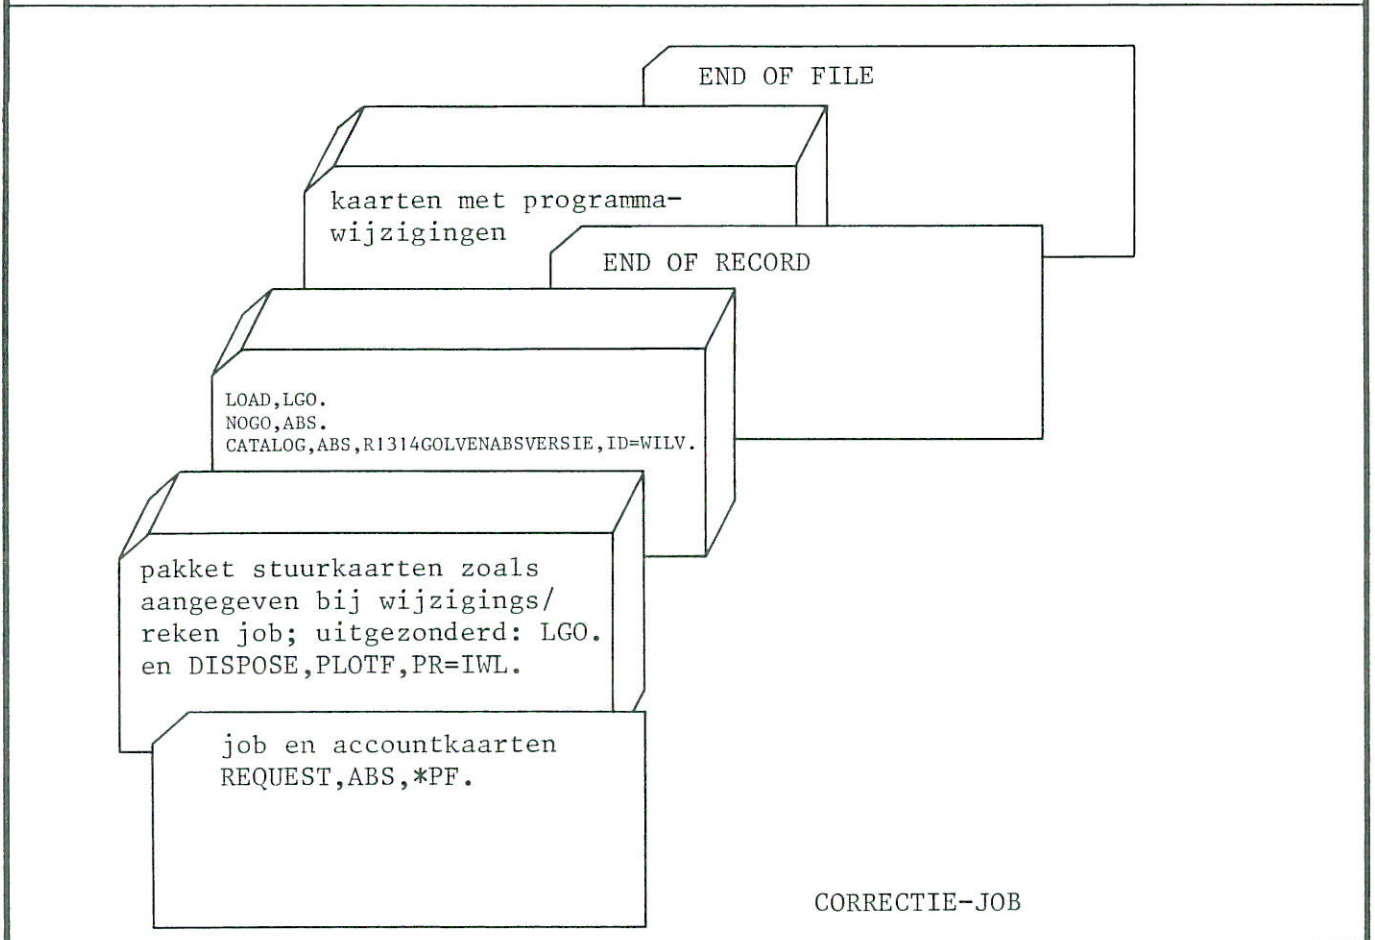 END OF FILE
kaarten met programma-
wijzigingen
END OF RECORD
LOAD,LGO.
NOGO,ABS.
CATALOG,ABS,R1314GOLVENABSVERSIE,ID=WILV.
pakket stuurkaarten zoals
aangegeven bij wijzigings/
reken job; uitgezonderd: LGO.
en DISPOSE,PLOTF,PR=IWL.
job en accountkaarten
REQUEST,ABS,*PF.
CORRECTIE-JOB